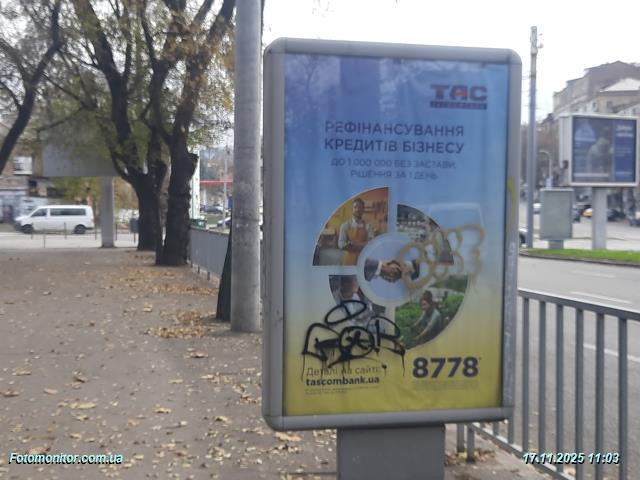 ТАС
РЕФІНАНСУВАННЯ
КРЕДИТІВ БІЗНЕСУ
ДО 1 000 000 БЕЗ ЗАСТАВИ,
РІШЕННЯ ЗА 1 ДЕНЬ
Деталі на сайті:
tascombank.ua
8778*
Fotomonitor.com.ua
17.11.2025 11:03